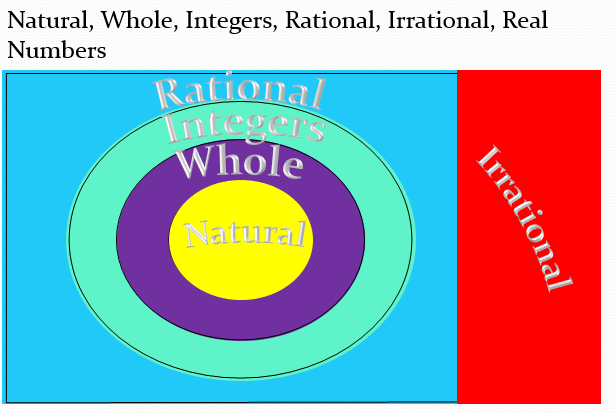 Natural, Whole, Integers, Rational, Irrational, Real
Numbers
Rational
Integers
Whole
Natural
Irrational